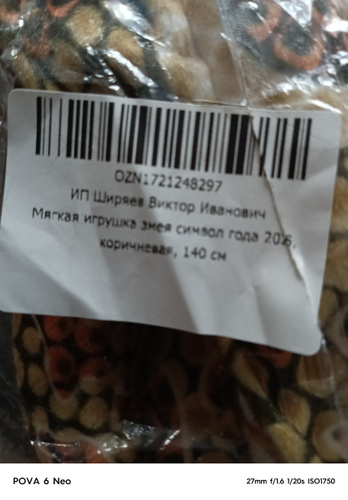 OZN1721248297
ИП Ширяев Виктор Иванович
Мягкая игрушка змея символ года
коричневая, 140 см
POVA 6 Neo
27mm f/1.6 1/20s ISO1750